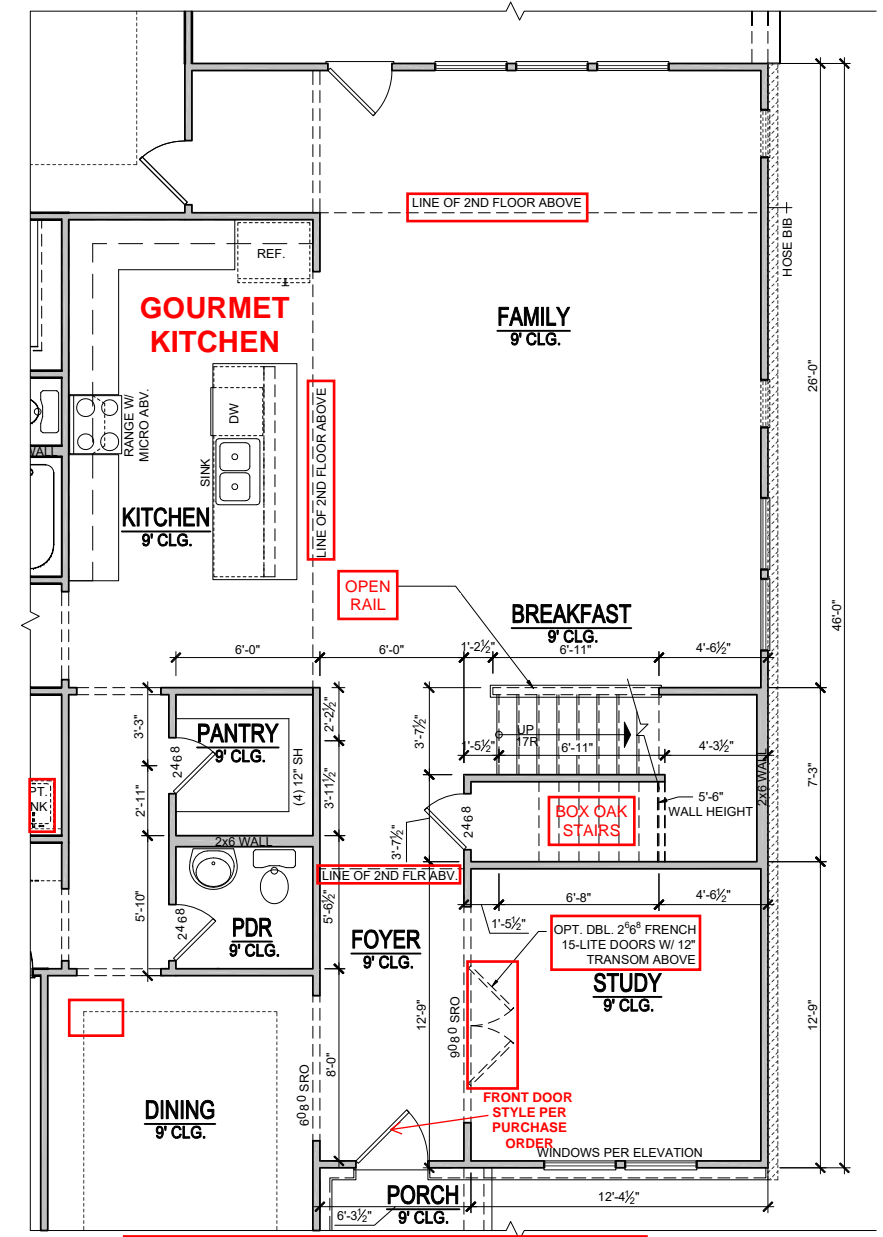 LINE OF 2ND FLOOR ABOVE
HOSE BIB
REF.
GOURMET
KITCHEN
FAMILY
9' CLG.
26'-0"
RANGE W/
MICRO ABV.
DW
SINK
LINE OF 2ND FLOOR ABOVE
WALL
KITCHEN
9' CLG.
OPEN
RAIL
BREAKFAST
9' CLG.
46'-0"
6'-0"
6'-0"
1'-2½"
6'-11"
4'-6½"
3'-3"
PANTRY
9' CLG.
2'-2½"
3'-7½"
UP
17R
1'-5½"
6'-11"
4'-3½"
2468
(4) 12" SH
2'-11"
3'-11½"
2x6 WALL
7'-3"
PT.
NK
BOX OAK
STAIRS
5'-6"
WALL HEIGHT
2468
3'-7½"
2x6 WALL
LINE OF 2ND FLR ABV.
5'-10"
2468
PDR
9' CLG.
5'-6½"
6'-8"
4'-6½"
1'-5½"
FOYER
9' CLG.
OPT. DBL. 2⁶6⁸ FRENCH
15-LITE DOORS W/ 12"
TRANSOM ABOVE
STUDY
9' CLG.
12'-9"
9080 SRO
12'-9"
6080 SRO
8'-0"
DINING
9' CLG.
FRONT DOOR
STYLE PER
PURCHASE
ORDER
WINDOWS PER ELEVATION
PORCH
9' CLG.
6'-3½"
12'-4½"